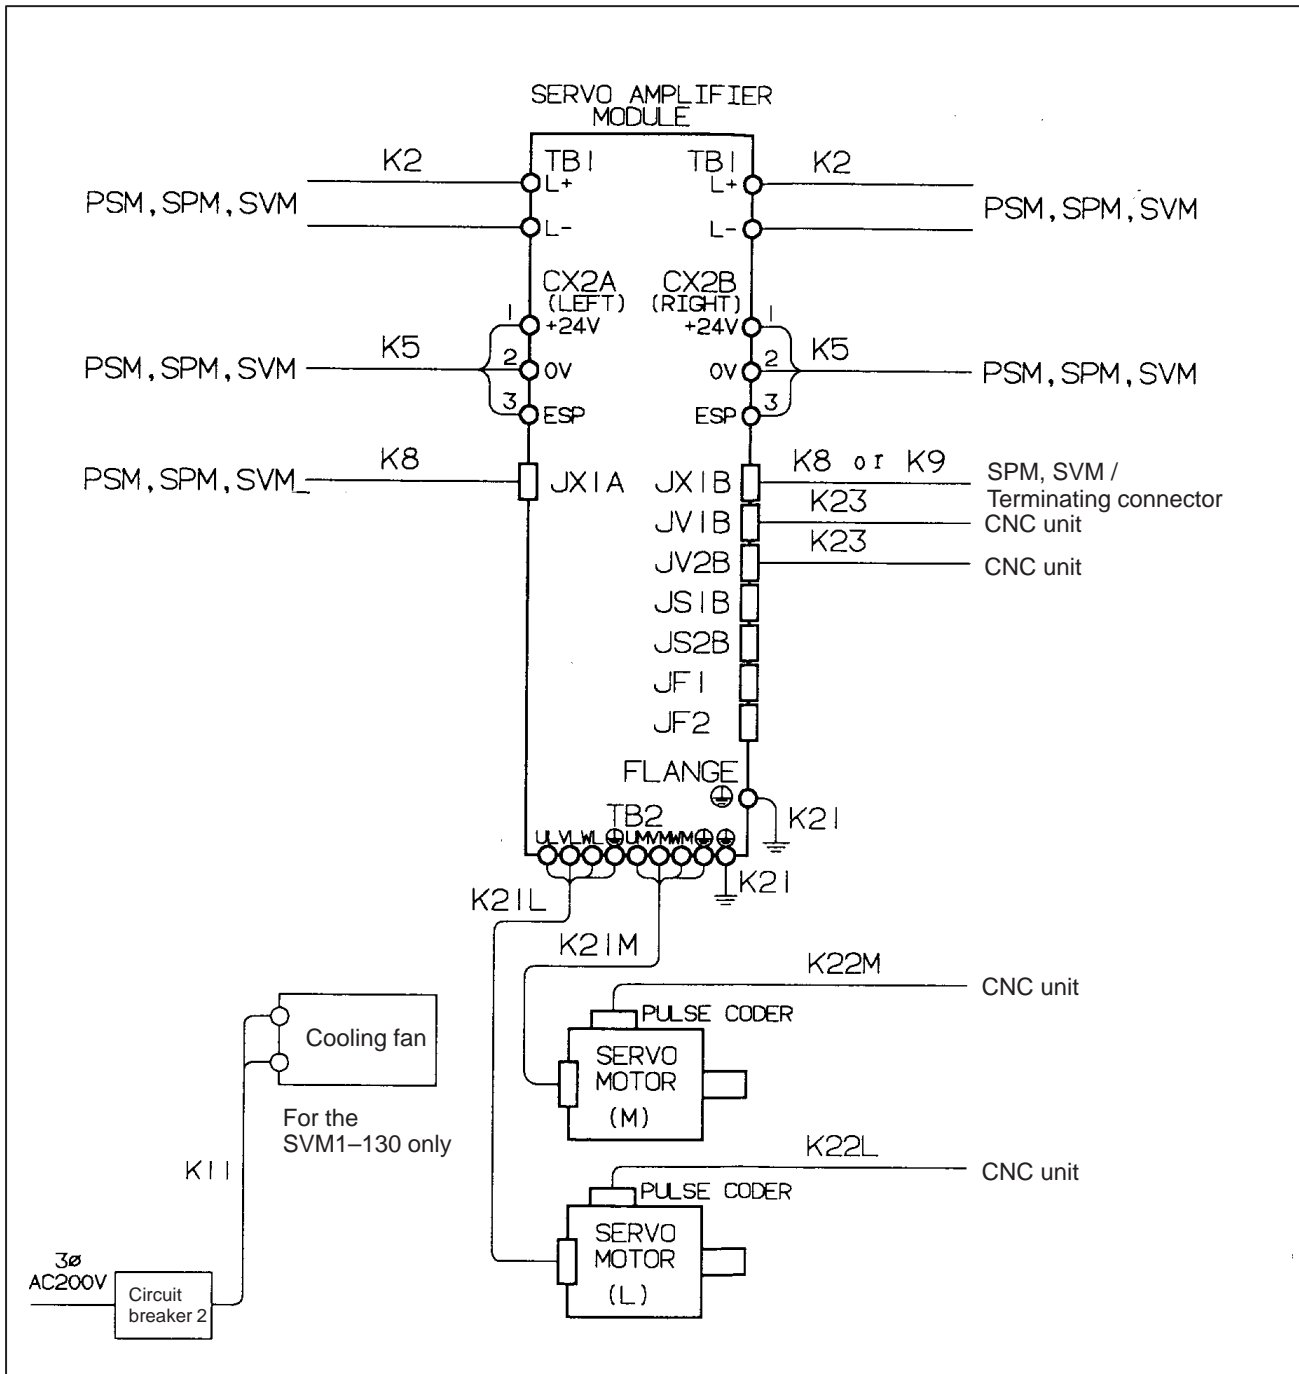 SERVO AMPLIFIER
MODULE
K2
TB1
TB1
K2
L+
L+
PSM, SPM, SVM
PSM, SPM, SVM
L-
L-
CX2A
(LEFT)
CX2B
(RIGHT)
1
+24V
+24V
1
K5
2
0V
0V
2
K5
PSM, SPM, SVM
PSM, SPM, SVM
3
ESP
ESP
3
K8
K8 or K9
PSM, SPM, SVM_
JX1A
JX1B
SPM, SVM /
Terminating connector
K23
JV1B
CNC unit
K23
JV2B
CNC unit
JS1B
JS2B
JF1
JF2
FLANGE
K21
TB2
UL VL WL UM VM WM
K21
K21L
K21M
K22M
CNC unit
PULSE CODER
Cooling fan
SERVO
MOTOR
(M)
For the
SVM1–130 only
K22L
CNC unit
K11
PULSE CODER
SERVO
MOTOR
(L)
3ø
AC200V
Circuit
breaker 2